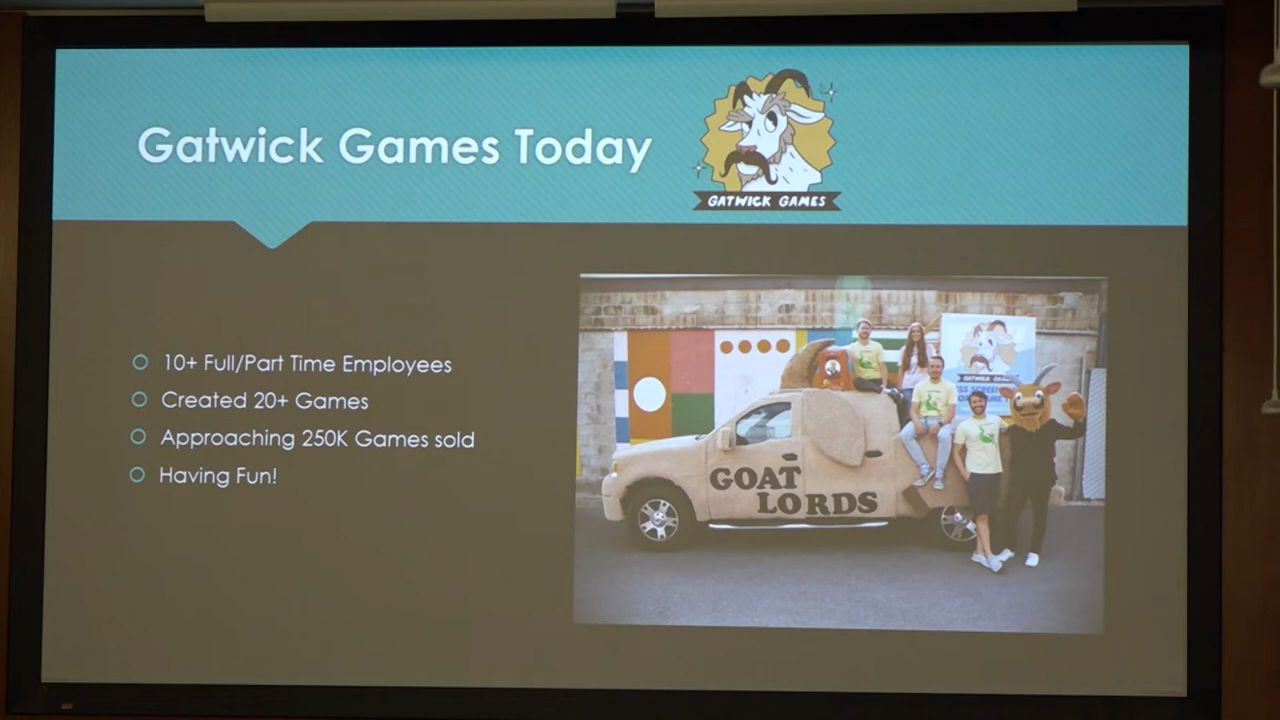 Gatwick Games Today
GATWICK GAMES
10+ Full/Part Time Employees
Created 20+ Games
Approaching 250K Games sold
Having Fun!
GOAT
LORDS